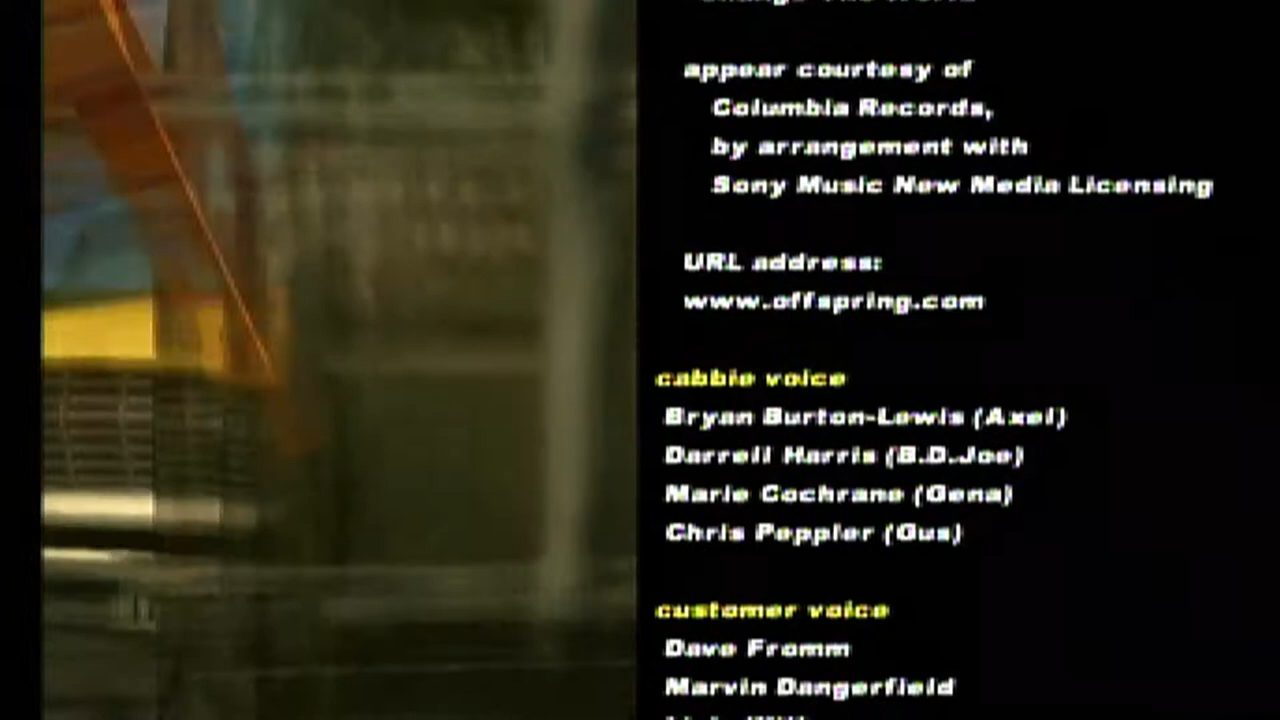 appear courtesy of
Columbia Records,
by arrangement with
Sony Music New Media Licensing
URL address:
www.offspring.com
cabbie voice
Bryan Burton-Lewis (Axel)
Darrell Harris (B.D.Joe)
Marie Cochrane (Gena)
Chris Peppler (Gus)
customer voice
Dave Fromm
Marvin Dangerfield